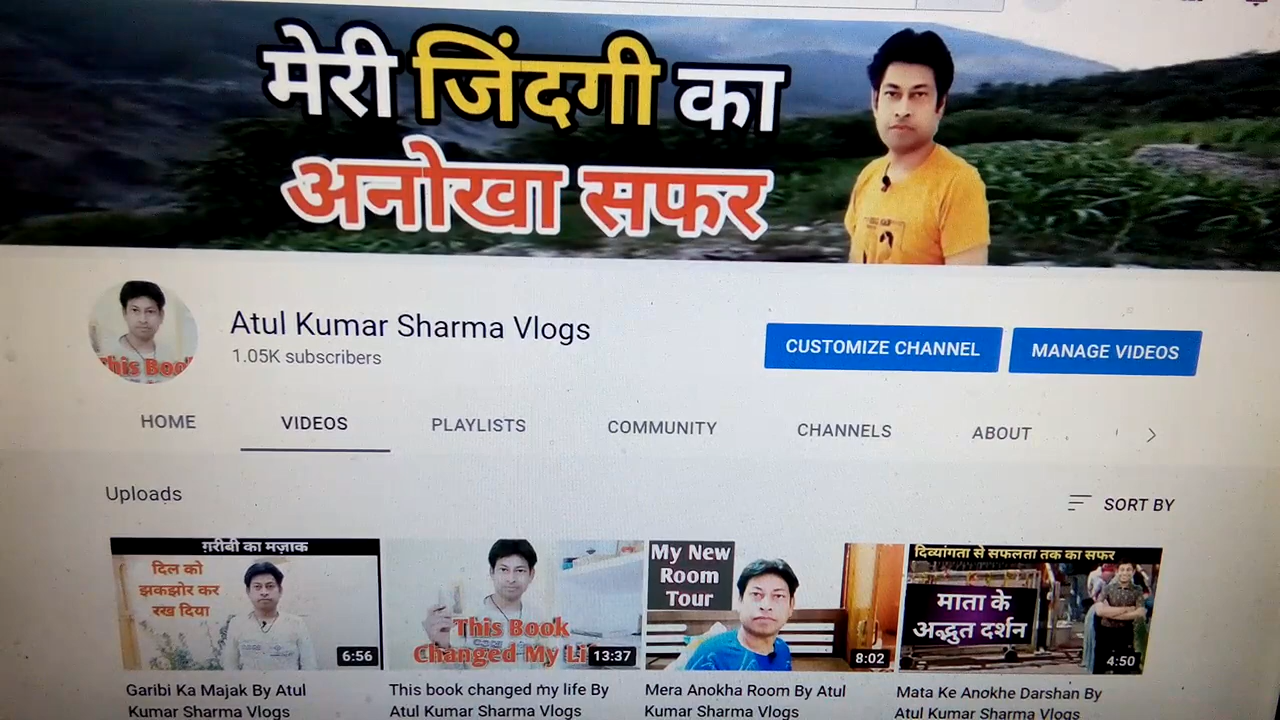 मेरी जिंदगी का
अनोखा सफर
Atul Kumar Sharma Vlogs
1.05K subscribers
CUSTOMIZE CHANNEL
MANAGE VIDEOS
HOME
VIDEOS
PLAYLISTS
COMMUNITY
CHANNELS
ABOUT
Uploads
SORT BY
ग़रीबी का मज़ाक
दिल को
झकझोर कर
रख दिया
6:56
This Book
Changed My Li
13:37
My New
Room
Tour
8:02
दिव्यांगता से सफलता तक का सफर
माता के
अद्भुत दर्शन
4:50
Garibi Ka Majak By Atul
Kumar Sharma Vlogs
This book changed my life By
Atul Kumar Sharma Vlogs
Mera Anokha Room By Atul
Kumar Sharma Vlogs
Mata Ke Anokhe Darshan By
Atul Kumar Sharma Vlogs